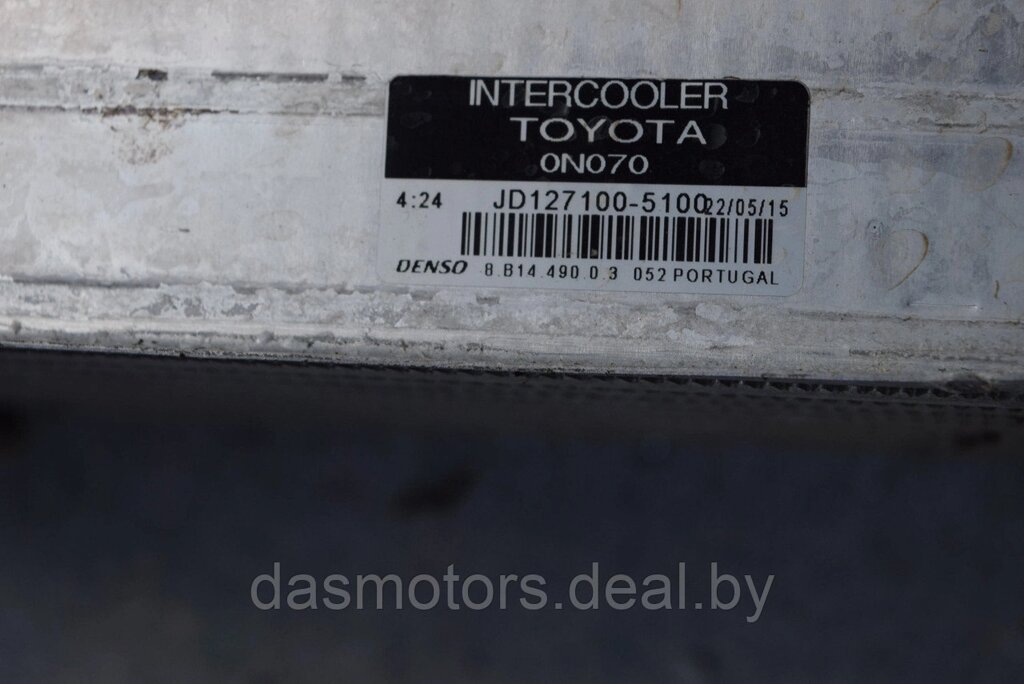 INTERCOOLER
TOYOTA
0N070
4:24 JD127100-5100 22/05/15
DENSO 8.B14.490.0.3 052 PORTUGAL
dasmotors.deal.by